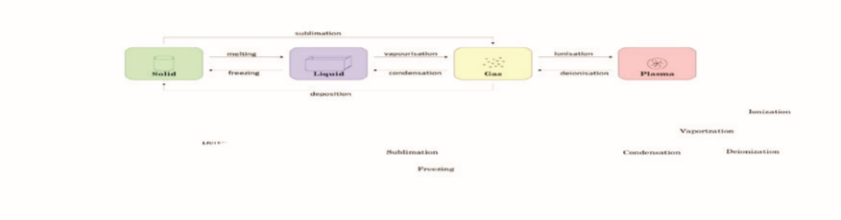 sublimation
melting
vapourisation
ionisation
Solid
Liquid
Gas
Plasma
freezing
condensation
deionisation
deposition
Ionization
Vaporization
Sublimation
Condensation
Deionization
Freezing